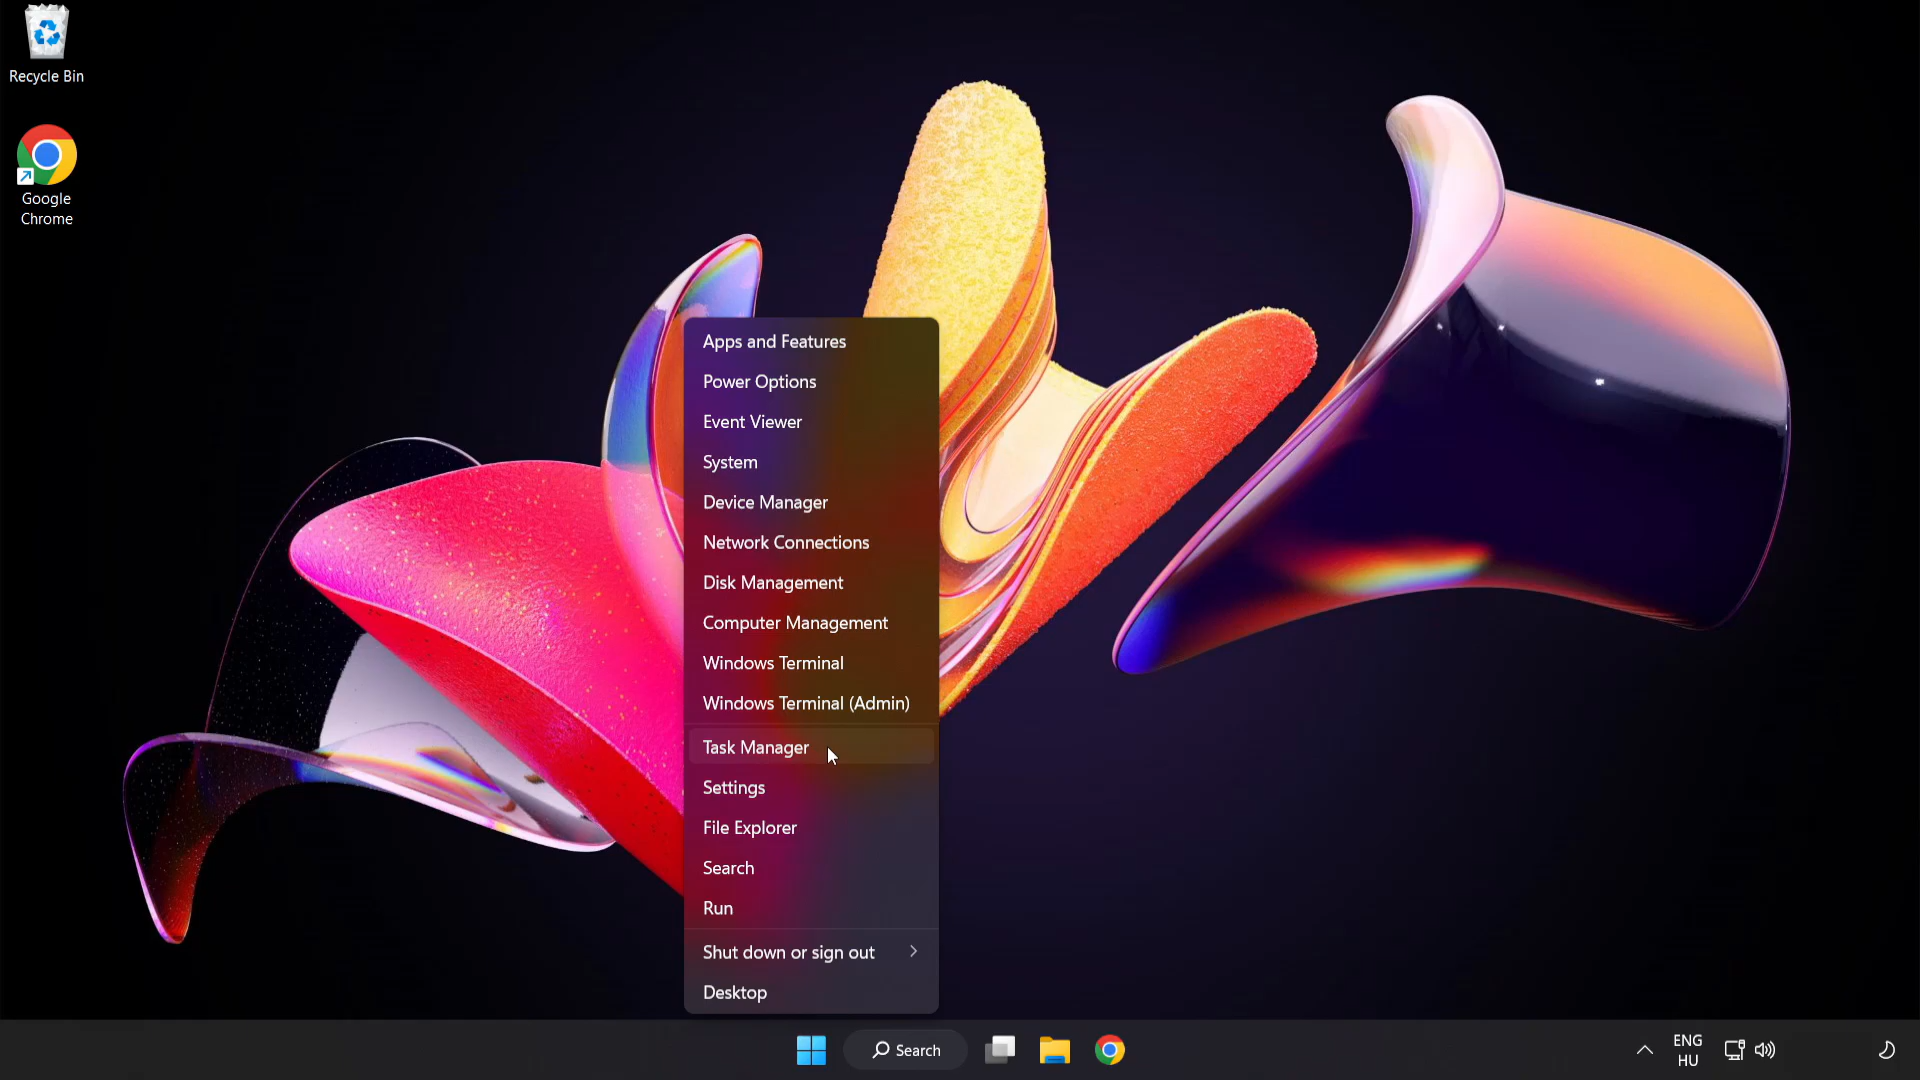 Recycle Bin
Google
Chrome
Apps and Features
Power Options
Event Viewer
System
Device Manager
Network Connections
Disk Management
Computer Management
Windows Terminal
Windows Terminal (Admin)
Task Manager
Settings
File Explorer
Search
Run
Shut down or sign out
Desktop
Search
ENG
HU